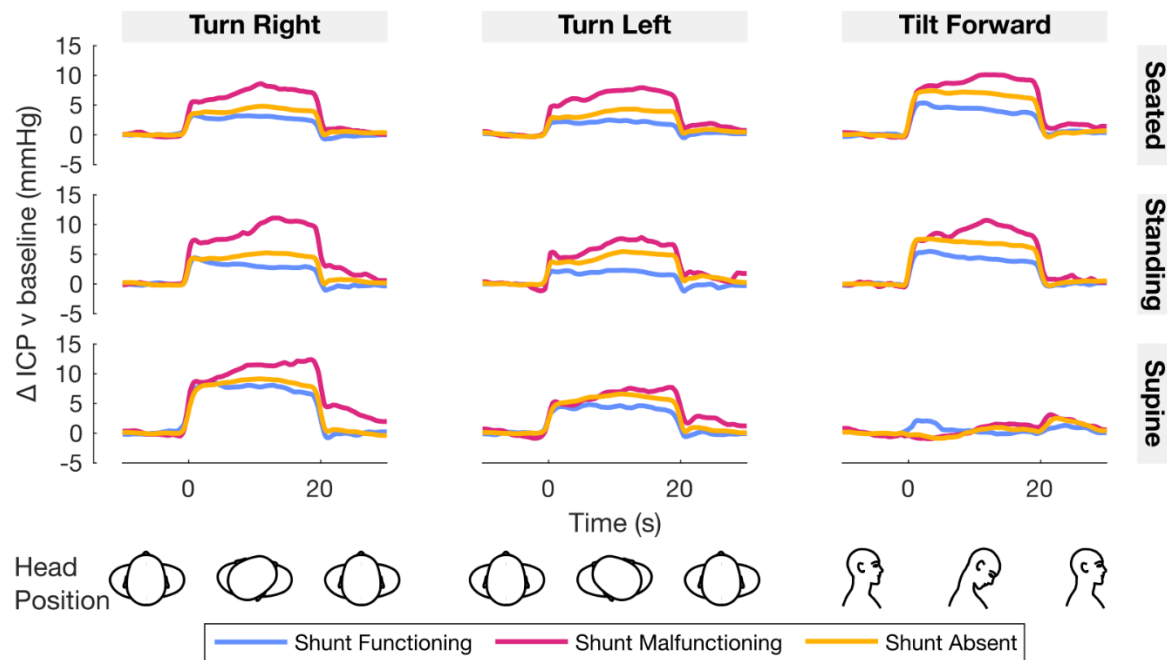 Turn Right Turn Left Tilt Forward
15
10
5
0
-5
Seated
15
10
5
0
-5
Standing
15
10
5
0
-5
Supine
Δ ICP v baseline (mmHg)
0 20 0 20 0 20
Time (s)
Head
Position
Shunt Functioning Shunt Malfunctioning Shunt Absent